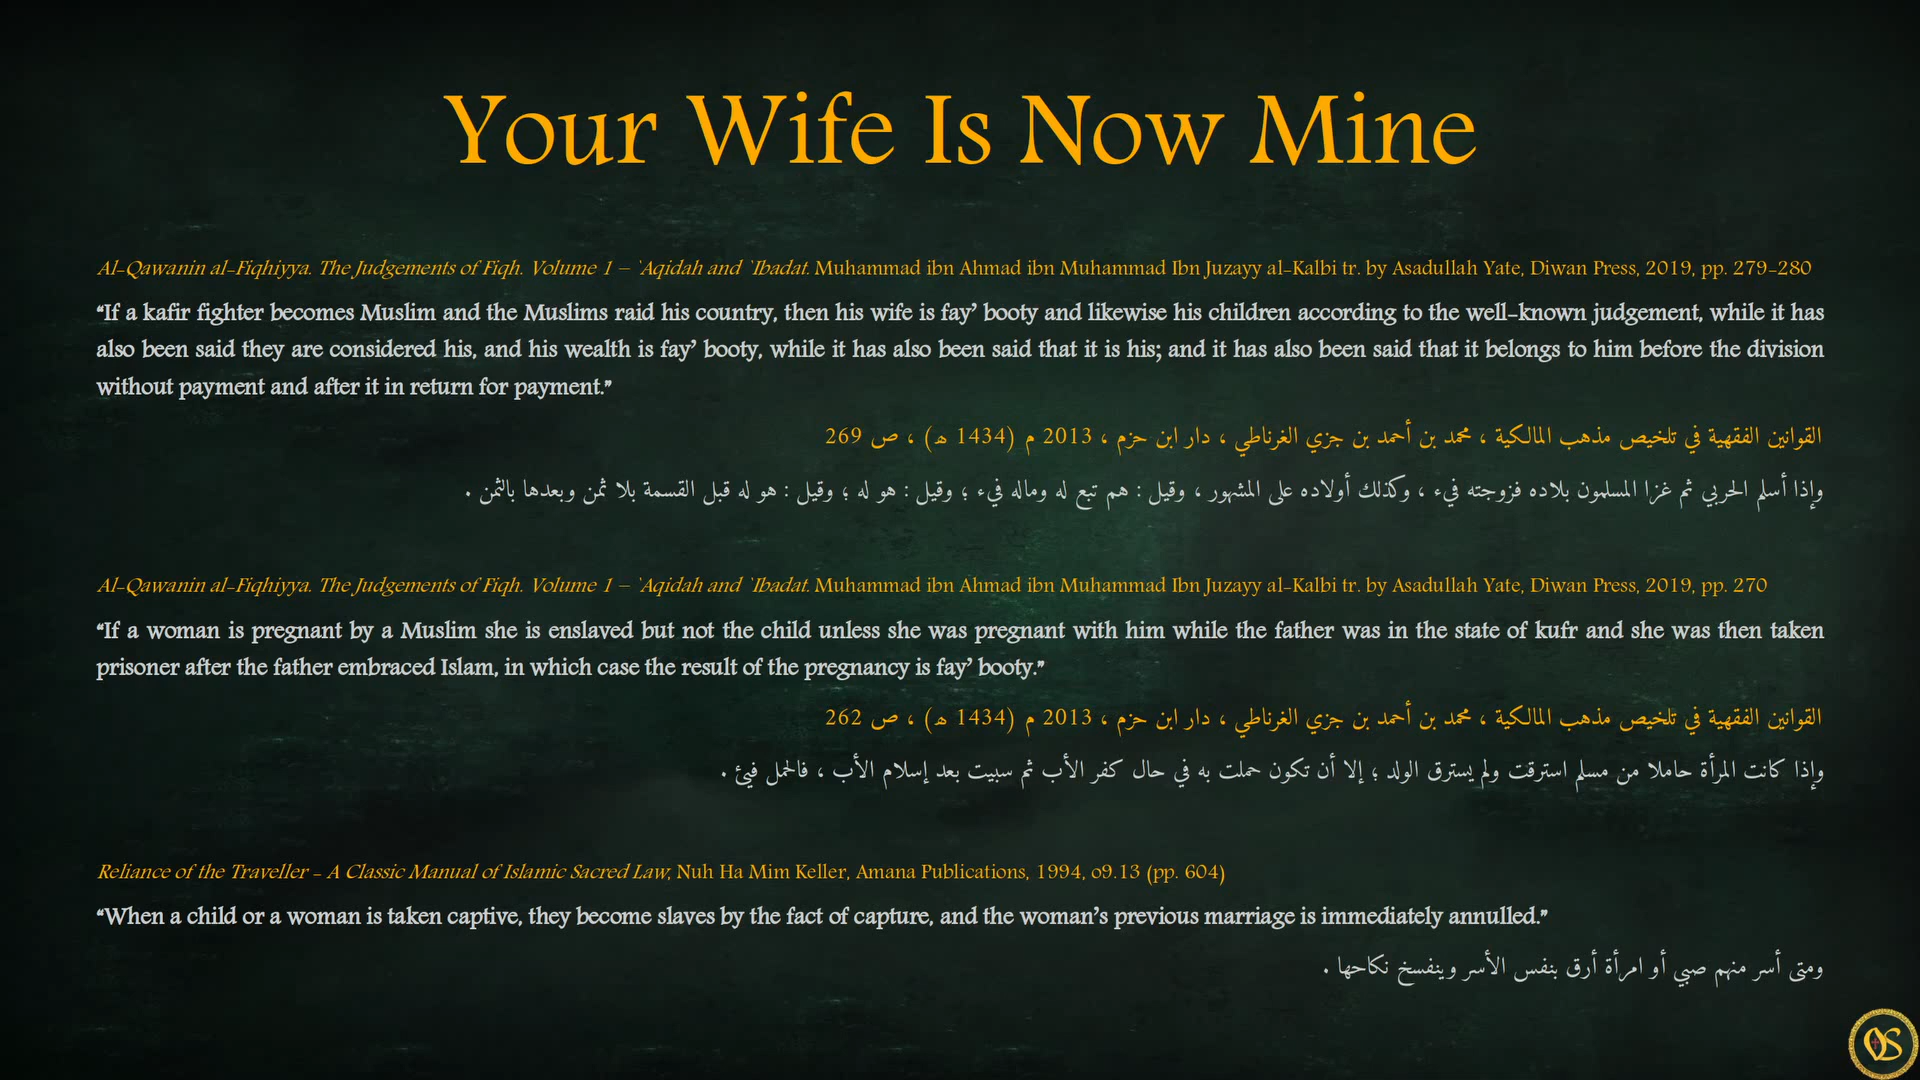 Your Wife Is Now Mine
Al-Qawanin al-Fiqhiyya. The Judgements of Fiqh. Volume 1 – `Aqidah and `Ibadat. Muhammad ibn Ahmad ibn Muhammad Ibn Juzayy al-Kalbi tr. by Asadullah Yate, Diwan Press, 2019, pp. 279-280
“If a kafir fighter becomes Muslim and the Muslims raid his country, then his wife is fay’ booty and likewise his children according to the well-known judgement, while it has
also been said they are considered his, and his wealth is fay’ booty, while it has also been said that it is his; and it has also been said that it belongs to him before the division
without payment and after it in return for payment.”
القوانين الفقهية في تلخيص مذهب المالكية ، محمد بن أحمد بن جزي الغرناطي ، دار ابن حزم ، 2013 م (1434 ھ) ، ص 269
وإذا أسلم الحربي ثم غزا المسلمون بلاده فزوجته فيء ، وكذلك أولاده على المشهور ، وقيل : هم تبع له وماله فيء ؛ وقيل : هو له ؛ وقيل : هو له قبل القسمة بلا ثمن وبعدها بالثمن .
Al-Qawanin al-Fiqhiyya. The Judgements of Fiqh. Volume 1 – `Aqidah and `Ibadat. Muhammad ibn Ahmad ibn Muhammad Ibn Juzayy al-Kalbi tr. by Asadullah Yate, Diwan Press, 2019, pp. 270
“If a woman is pregnant by a Muslim she is enslaved but not the child unless she was pregnant with him while the father was in the state of kufr and she was then taken
prisoner after the father embraced Islam, in which case the result of the pregnancy is fay’ booty.”
القوانين الفقهية في تلخيص مذهب المالكية ، محمد بن أحمد بن جزي الغرناطي ، دار ابن حزم ، 2013 م (1434 ھ) ، ص 262
وإذا كانت المرأة حاملا من مسلم استرقت ولم يسترق الولد ؛ إلا أن تكون حملت به في حال كفر الأب ثم سبيت بعد إسلام الأب ، فالحمل فيئ .
Reliance of the Traveller - A Classic Manual of Islamic Sacred Law, Nuh Ha Mim Keller, Amana Publications, 1994, o9.13 (pp. 604)
“When a child or a woman is taken captive, they become slaves by the fact of capture, and the woman’s previous marriage is immediately annulled.”
ومتى أسر منهم صبي أو امرأة أرق بنفس الأسر وينفسخ نكاحها .